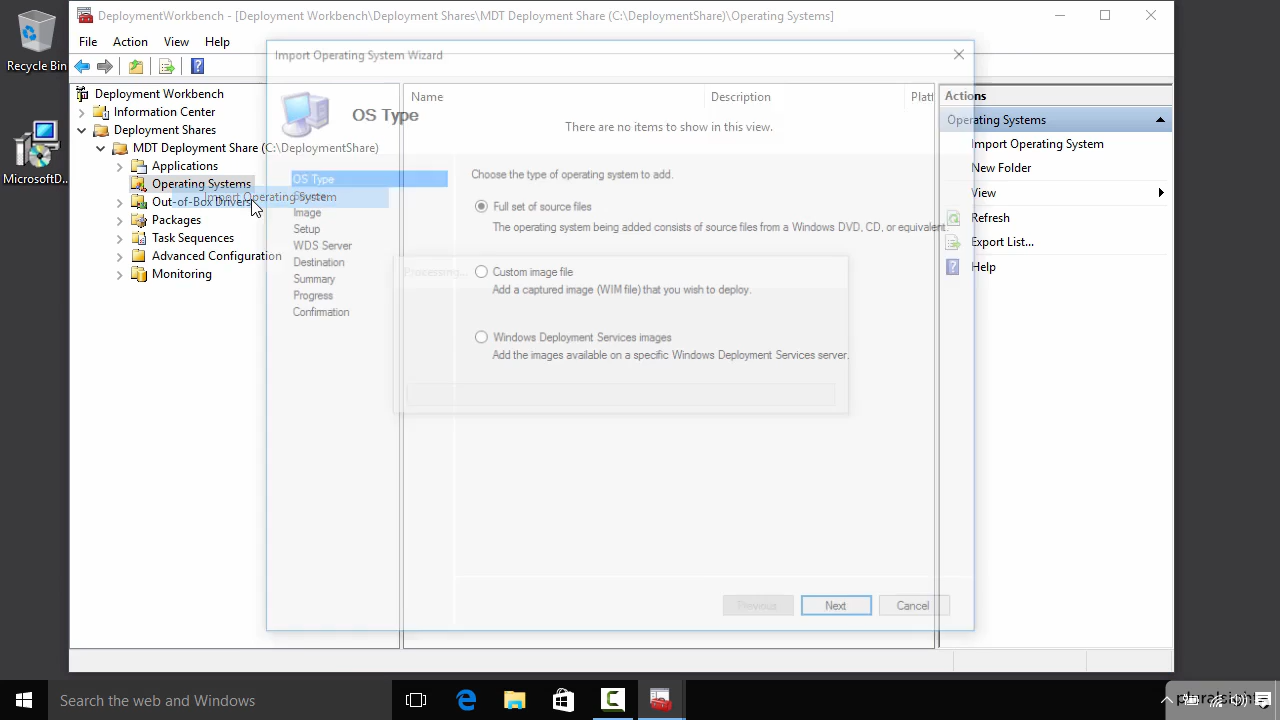 DeploymentWorkbench - [Deployment Workbench\Deployment Shares\MDT Deployment Share (C:\DeploymentShare)\Operating Systems]
File Action View Help
Recycle Bin
MicrosoftD...
Deployment Workbench
Information Center
Deployment Shares
MDT Deployment Share (C:\DeploymentShare)
Applications
Operating Systems
Import Operating System
Out-of-Box Drivers
Packages
Task Sequences
Advanced Configuration
Monitoring
Import Operating System Wizard
OS Type
OS Type
Source
Image
Setup
WDS Server
Destination
Summary
Progress
Confirmation
Processing...
Name Description Platf
There are no items to show in this view.
Choose the type of operating system to add.
Full set of source files
The operating system being added consists of source files from a Windows DVD, CD, or equivalent.
Custom image file
Add a captured image (WIM file) that you wish to deploy.
Windows Deployment Services images
Add the images available on a specific Windows Deployment Services server.
Previous Next Cancel
Actions
Operating Systems
Import Operating System
New Folder
View
Refresh
Export List...
Help
Search the web and Windows